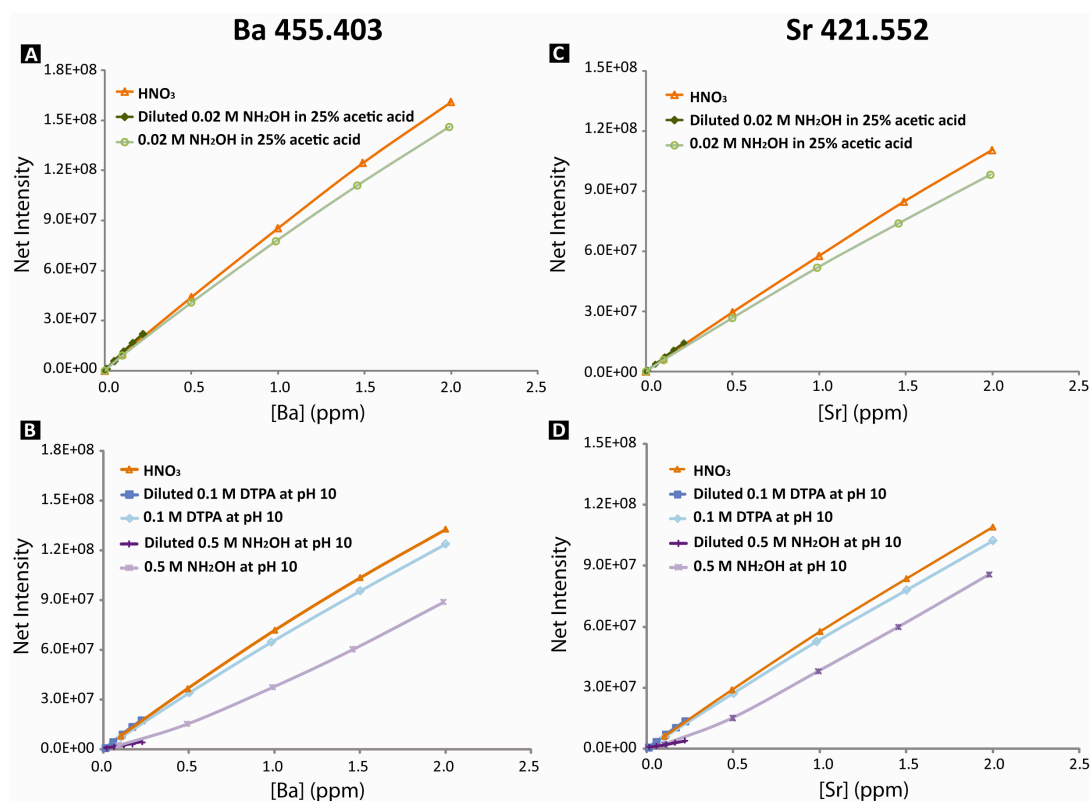 Ba 455.403
A
1.8E+08
1.5E+08
1.2E+08
9.0E+07
6.0E+07
3.0E+07
0.0E+00
Net Intensity
HNO₃
Diluted 0.02 M NH₂OH in 25% acetic acid
0.02 M NH₂OH in 25% acetic acid
0.0 0.5 1.0 1.5 2.0 2.5
[Ba] (ppm)
Sr 421.552
C
1.5E+08
1.2E+08
9.0E+07
6.0E+07
3.0E+07
0.0E+00
Net Intensity
HNO₃
Diluted 0.02 M NH₂OH in 25% acetic acid
0.02 M NH₂OH in 25% acetic acid
0.0 0.5 1.0 1.5 2.0 2.5
[Sr] (ppm)
B
1.8E+08
1.5E+08
1.2E+08
9.0E+07
6.0E+07
3.0E+07
0.0E+00
Net Intensity
HNO₃
Diluted 0.1 M DTPA at pH 10
0.1 M DTPA at pH 10
Diluted 0.5 M NH₂OH at pH 10
0.5 M NH₂OH at pH 10
0.0 0.5 1.0 1.5 2.0 2.5
[Ba] (ppm)
D
1.5E+08
1.2E+08
9.0E+07
6.0E+07
3.0E+07
0.0E+00
Net Intensity
HNO₃
Diluted 0.1 M DTPA at pH 10
0.1 M DTPA at pH 10
Diluted 0.5 M NH₂OH at pH 10
0.5 M NH₂OH at pH 10
0.0 0.5 1.0 1.5 2.0 2.5
[Sr] (ppm)